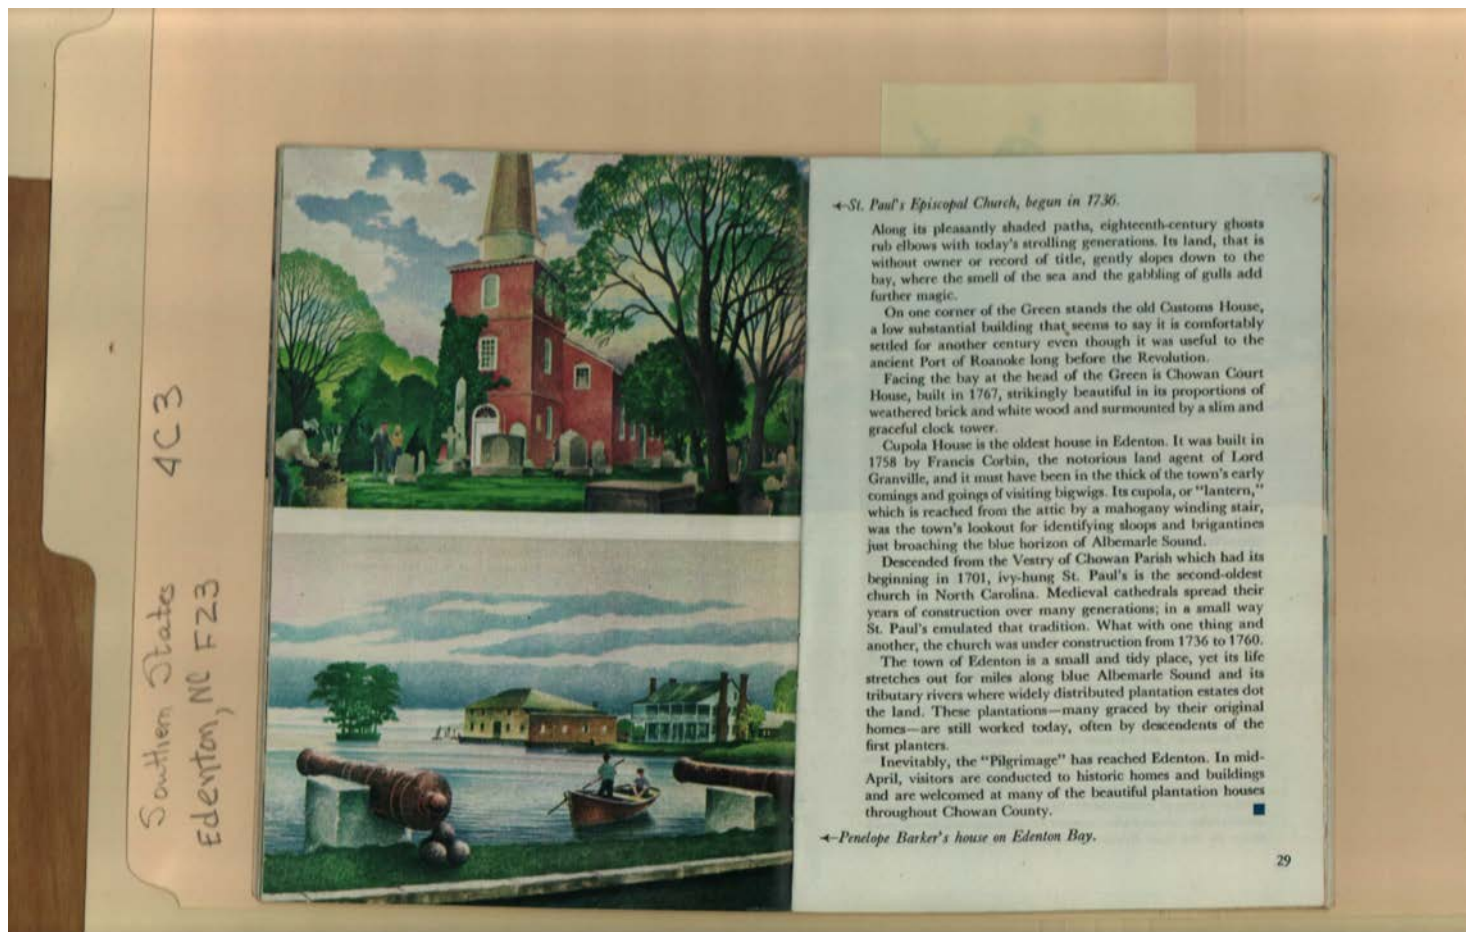 Southern States 4C3
Edenton, NC F23
St. Paul's Episcopal Church, begun in 1736.
Along its pleasantly shaded paths, eighteenth-century ghosts
rub elbows with today's strolling generations. Its land, that is
without owner or record of title, gently slopes down to the
bay, where the smell of the sea and the gabbling of gulls add
further magic.
On one corner of the Green stands the old Customs House,
a low substantial building that seems to say it is comfortably
settled for another century even though it was useful to the
ancient Port of Roanoke long before the Revolution.
Facing the bay at the head of the Green is Chowan Court
House, built in 1767, strikingly beautiful in its proportions of
weathered brick and white wood and surmounted by a slim and
graceful clock tower.
Cupola House is the oldest house in Edenton. It was built in
1758 by Francis Corbin, the notorious land agent of Lord
Granville, and it must have been in the thick of the town's early
comings and goings of visiting bigwigs. Its cupola, or "lantern,"
which is reached from the attic by a mahogany winding stair,
was the town's lookout for identifying sloops and brigantines
just broaching the blue horizon of Albemarle Sound.
Descended from the Vestry of Chowan Parish which had its
beginning in 1701, ivy-hung St. Paul's is the second-oldest
church in North Carolina. Medieval cathedrals spread their
years of construction over many generations; in a small way
St. Paul's emulated that tradition. What with one thing and
another, the church was under construction from 1736 to 1760.
The town of Edenton is a small and tidy place, yet its life
stretches out for miles along blue Albemarle Sound and its
tributary rivers where widely distributed plantation estates dot
the land. These plantations—many graced by their original
homes—are still worked today, often by descendents of the
first planters.
Inevitably, the "Pilgrimage" has reached Edenton. In mid-
April, visitors are conducted to historic homes and buildings
and are welcomed at many of the beautiful plantation houses
throughout Chowan County.
Penelope Barker's house on Edenton Bay.
29